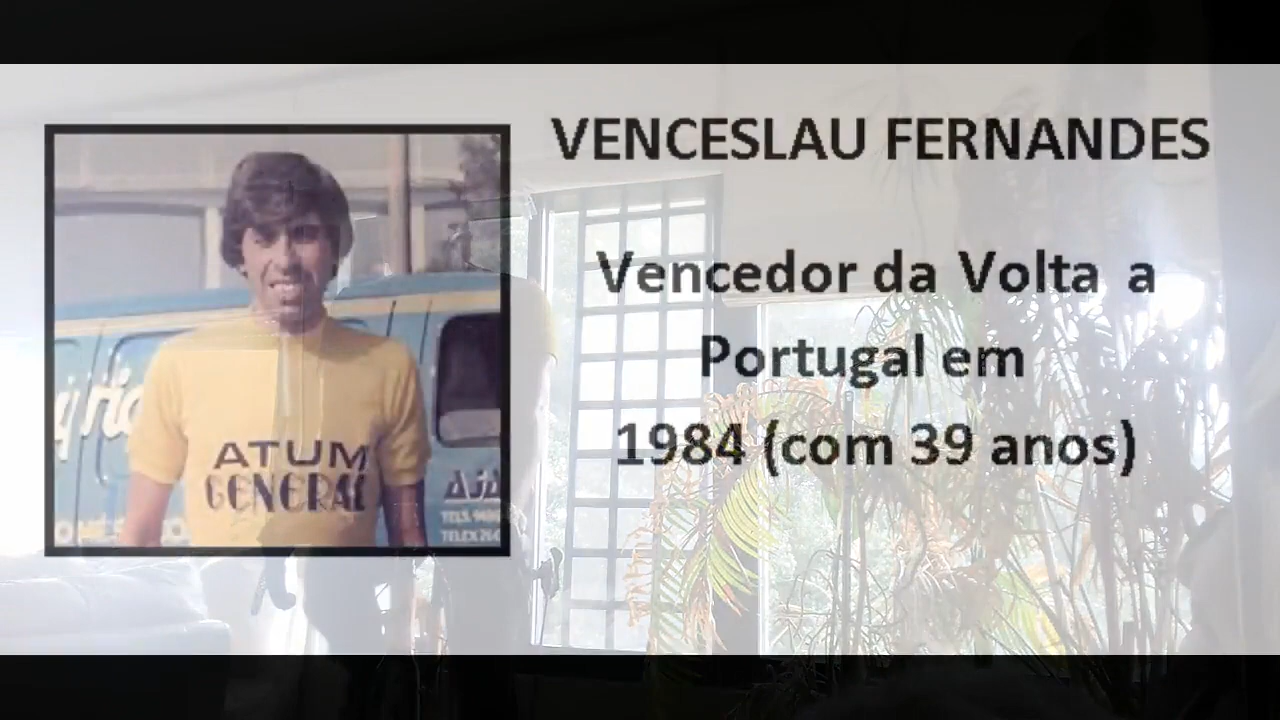 VENCESLAU FERNANDES
Vencedor da Volta a
Portugal em
1984 (com 39 anos)
ATUM
GENERAL